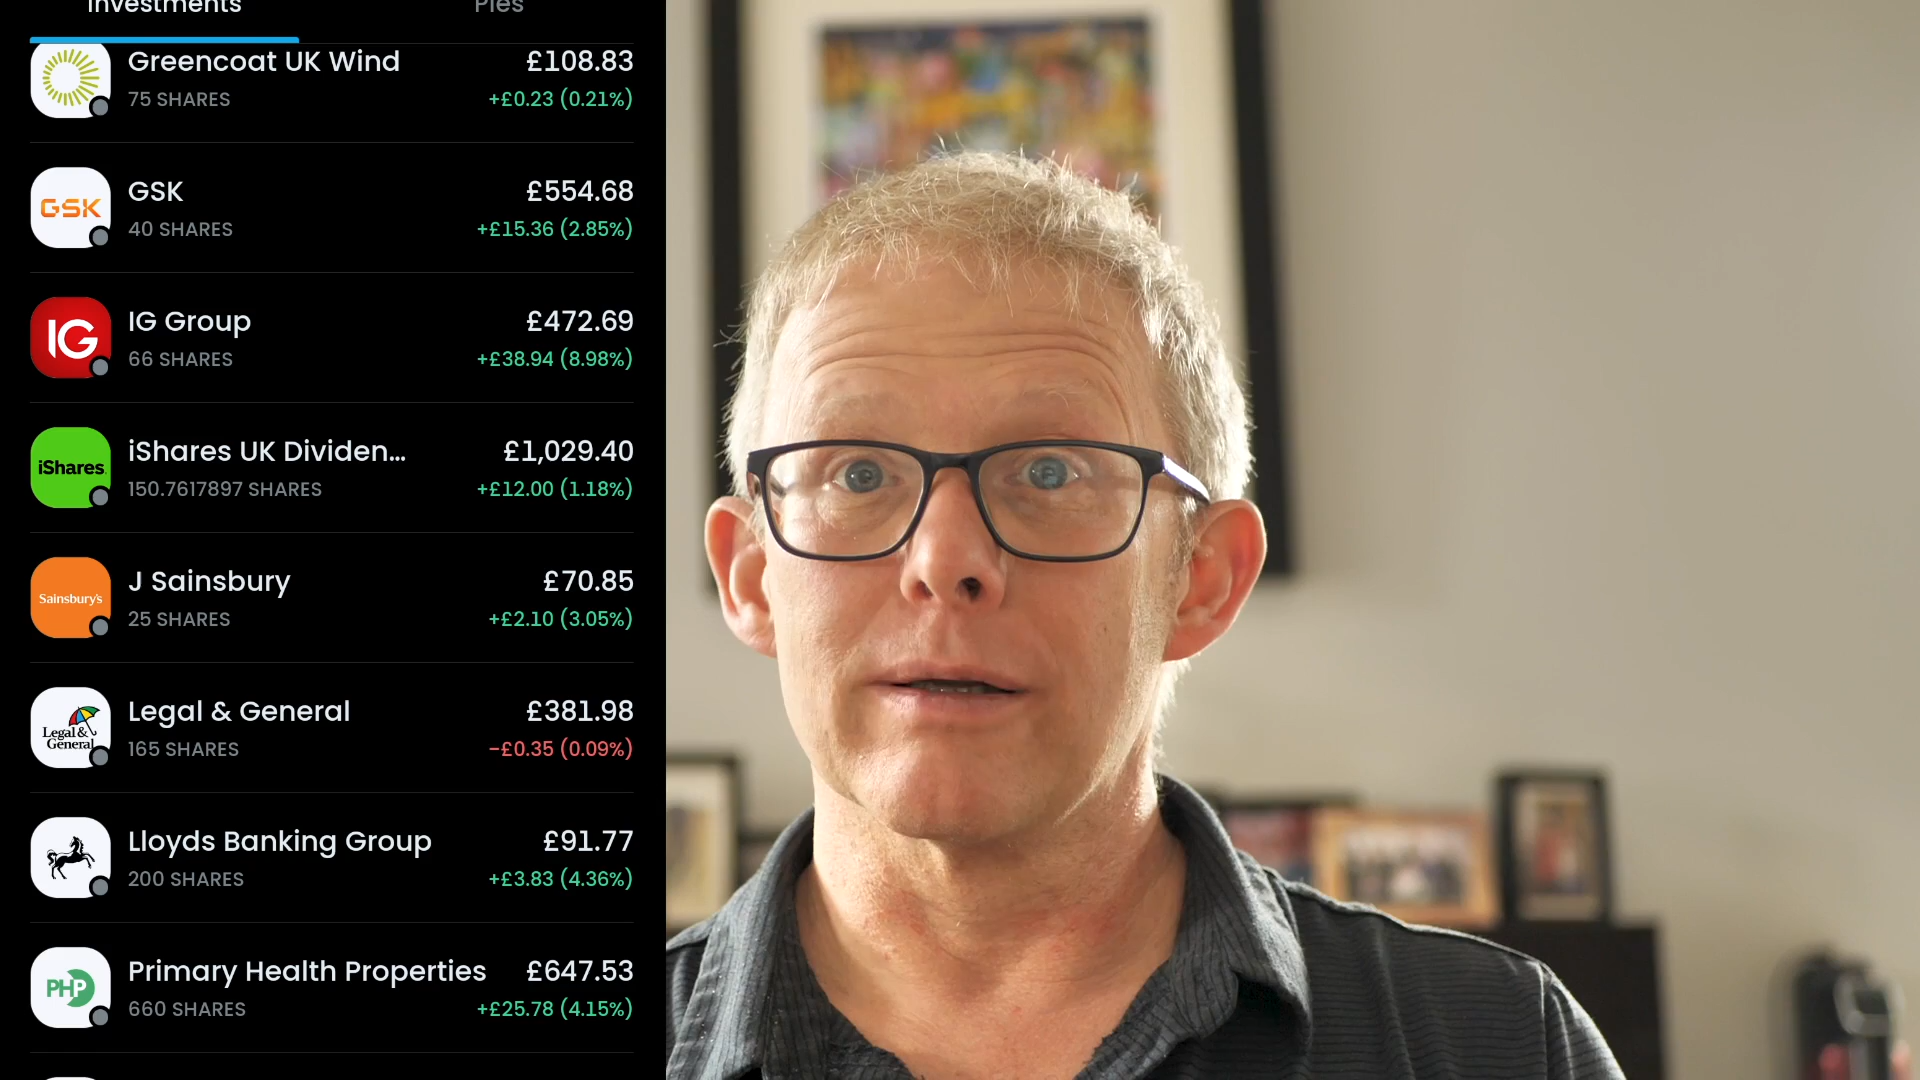 Investments
Pies
Greencoat UK Wind
£108.83
75 SHARES
+£0.23 (0.21%)
GSK
GSK
£554.68
40 SHARES
+£15.36 (2.85%)
IG
IG Group
£472.69
66 SHARES
+£38.94 (8.98%)
iShares
iShares UK Dividen...
£1,029.40
150.7617897 SHARES
+£12.00 (1.18%)
Sainsbury's
J Sainsbury
£70.85
25 SHARES
+£2.10 (3.05%)
Legal &
General
Legal & General
£381.98
165 SHARES
-£0.35 (0.09%)
Lloyds Banking Group
£91.77
200 SHARES
+£3.83 (4.36%)
PHP
Primary Health Properties
£647.53
660 SHARES
+£25.78 (4.15%)